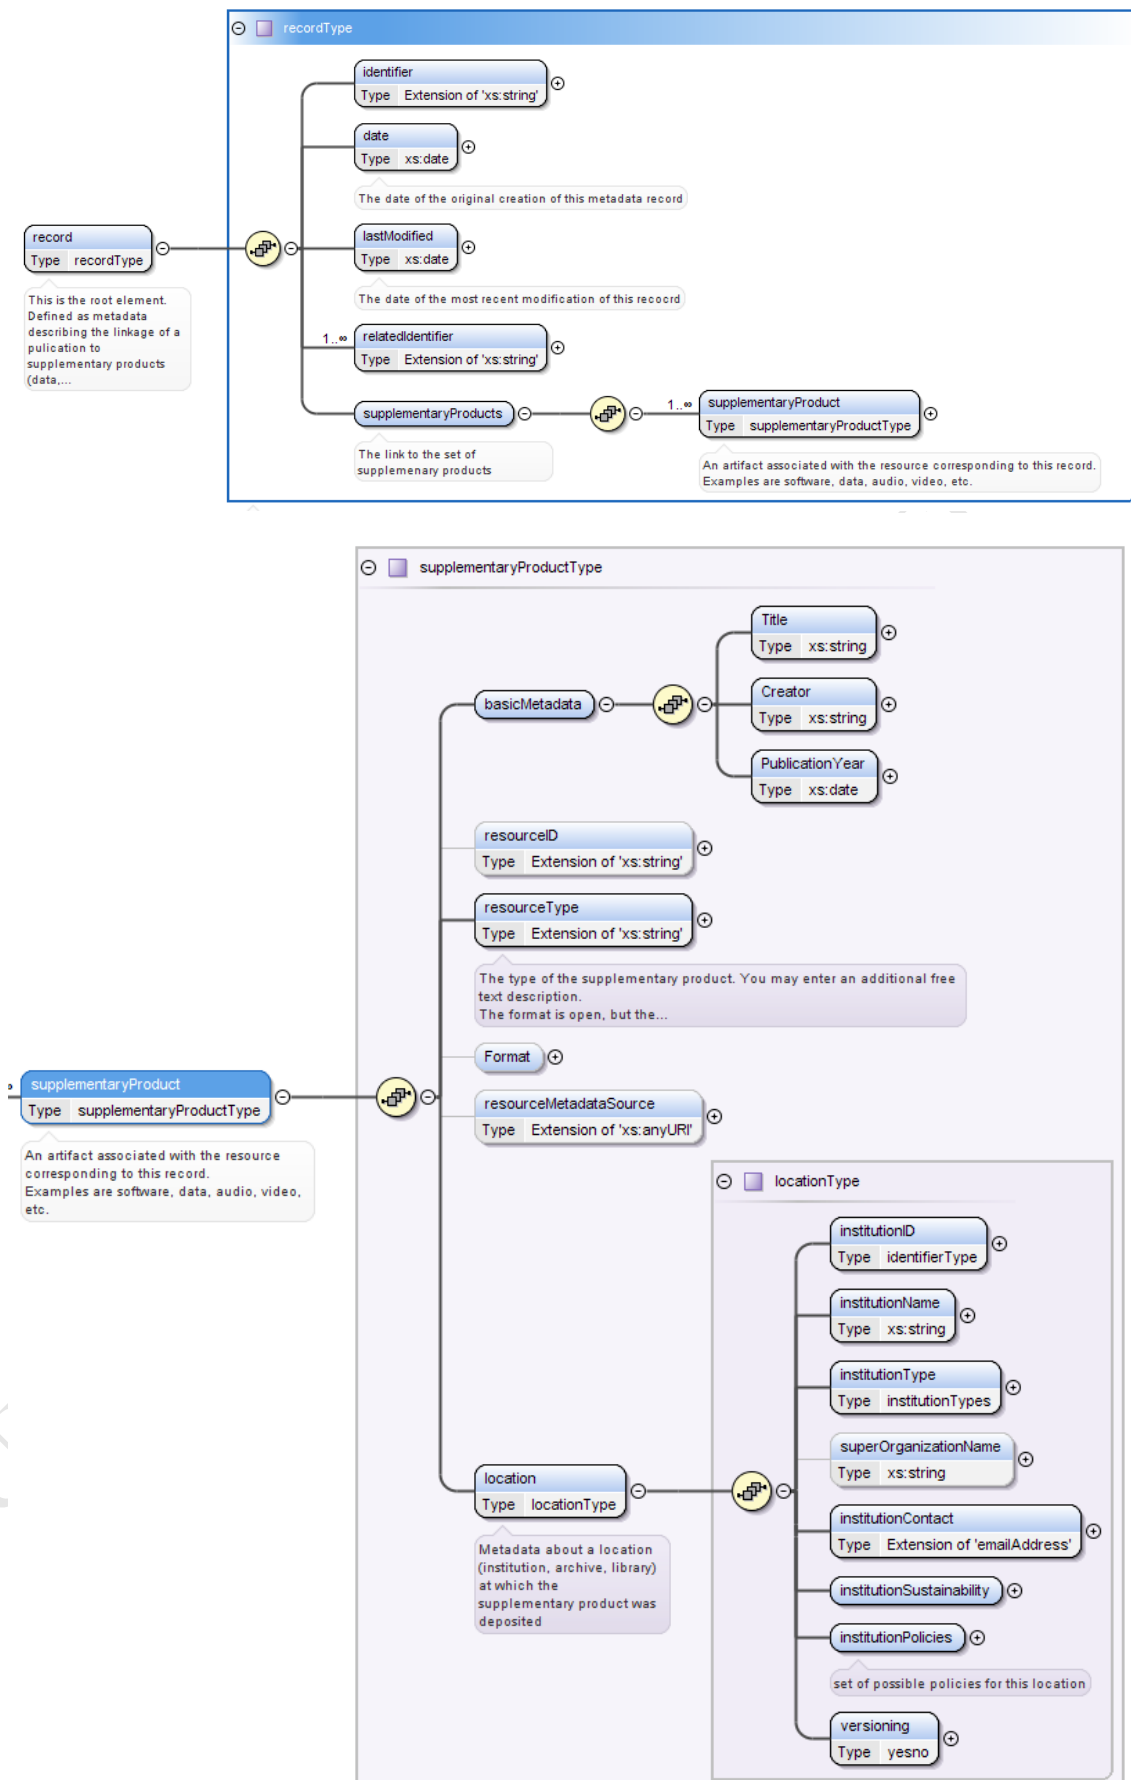 recordType
identifier
Type Extension of 'xs:string'
date
Type xs:date
The date of the original creation of this metadata record
record
Type recordType
This is the root element.
Defined as metadata
describing the linkage of a
pulication to
supplementary products
(data,...
lastModified
Type xs:date
The date of the most recent modification of this recocrd
1..∞
relatedIdentifier
Type Extension of 'xs:string'
supplementaryProducts
The link to the set of
supplemenary products
1..∞
supplementaryProduct
Type supplementaryProductType
An artifact associated with the resource corresponding to this record.
Examples are software, data, audio, video, etc.
supplementaryProductType
basicMetadata
Title
Type xs:string
Creator
Type xs:string
PublicationYear
Type xs:date
resourceID
Type Extension of 'xs:string'
resourceType
Type Extension of 'xs:string'
The type of the supplementary product. You may enter an additional free
text description.
The format is open, but the...
Format
supplementaryProduct
Type supplementaryProductType
An artifact associated with the resource
corresponding to this record.
Examples are software, data, audio, video,
etc.
resourceMetadataSource
Type Extension of 'xs:anyURI'
location
Type locationType
Metadata about a location
(institution, archive, library)
at which the
supplementary product was
deposited
locationType
institutionID
Type identifierType
institutionName
Type xs:string
institutionType
Type institutionTypes
superOrganizationName
Type xs:string
institutionContact
Type Extension of 'emailAddress'
institutionSustainability
institutionPolicies
set of possible policies for this location
versioning
Type yesno